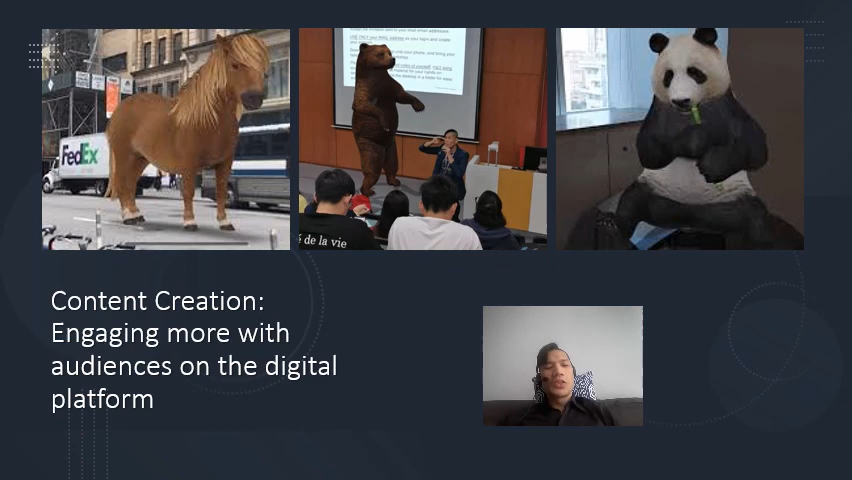 FedEx
é de la vie
Content Creation:
Engaging more with
audiences on the digital
platform